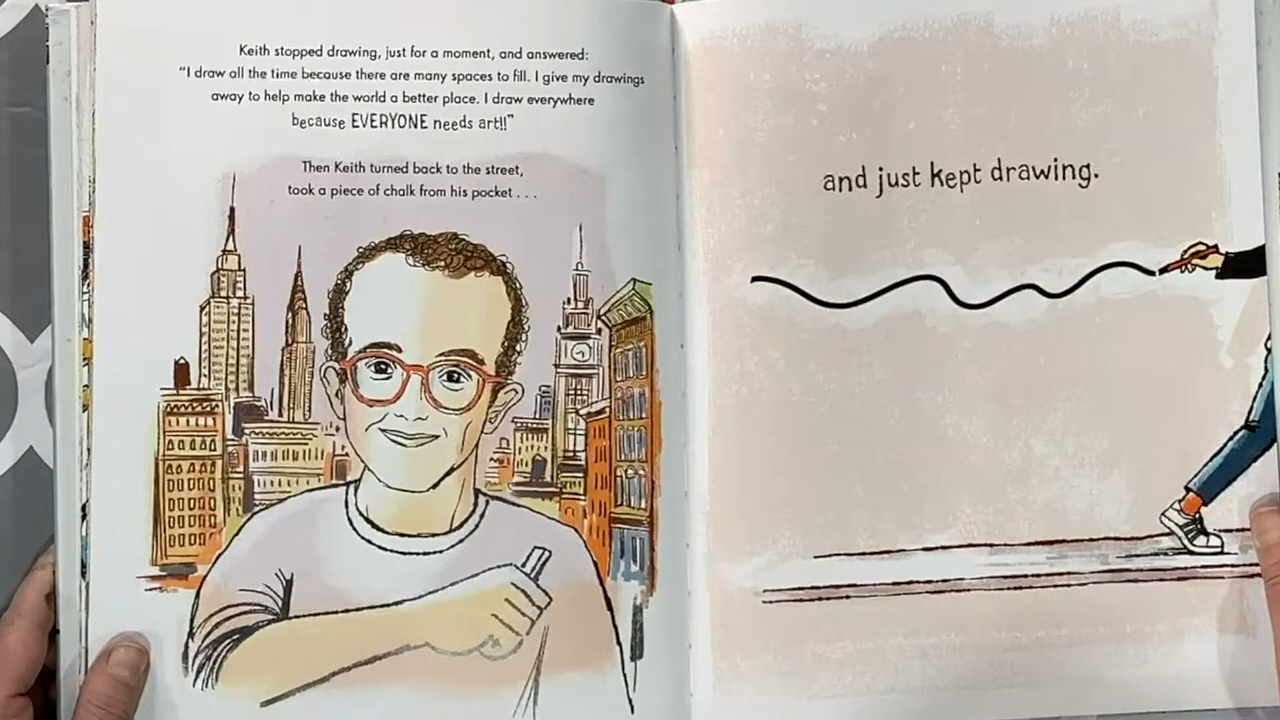 Keith stopped drawing, just for a moment, and answered:
“I draw all the time because there are many spaces to fill. I give my drawings
away to help make the world a better place. I draw everywhere
because EVERYONE needs art!!”
Then Keith turned back to the street,
took a piece of chalk from his pocket . . .
and just kept drawing.